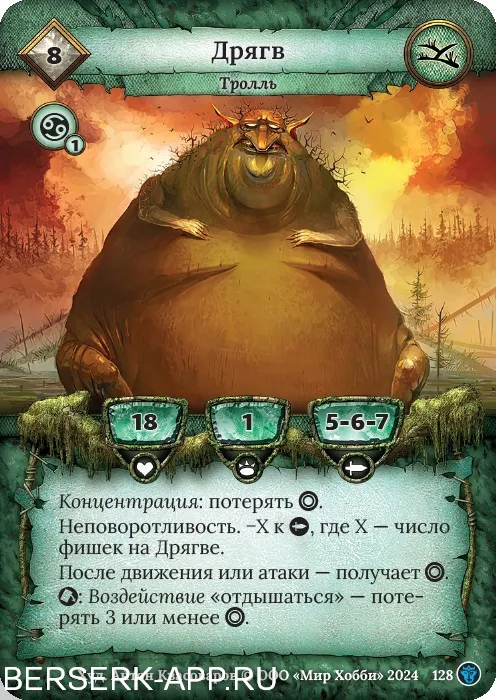 8
Дрягв
Тролль
1
18
1
5-6-7
Концентрация: потерять
Неповоротливость. –X к , где X — число
фишек на Дрягве.
После движения или атаки — получает .
: Воздействие «отдышаться» — поте-
рять 3 или менее .
© ООО «Мир Хобби» 2024 128
BERSERK-APP.RU